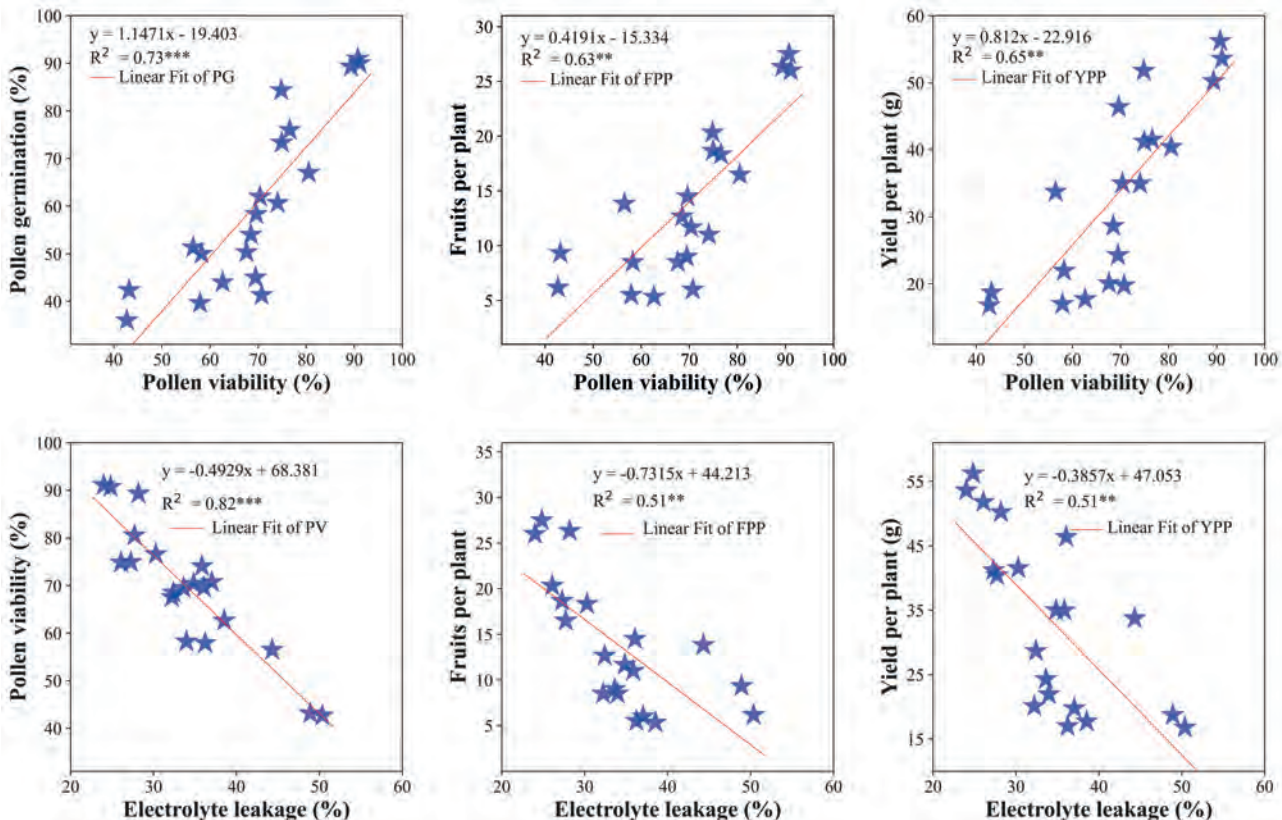 y = 1.1471x - 19.403
R² = 0.73***
Linear Fit of PG
Pollen germination (%)
100
90
80
70
60
50
40
40 50 60 70 80 90 100
Pollen viability (%)
y = 0.4191x - 15.334
R² = 0.63**
Linear Fit of FPP
Fruits per plant
30
25
20
15
10
5
40 50 60 70 80 90 100
Pollen viability (%)
y = 0.812x - 22.916
R² = 0.65**
Linear Fit of YPP
Yield per plant (g)
60
50
40
30
20
40 50 60 70 80 90 100
Pollen viability (%)
y = -0.4929x + 68.381
R² = 0.82***
Linear Fit of PV
Pollen viability (%)
100
90
80
70
60
50
40
20 30 40 50 60
Electrolyte leakage (%)
y = -0.7315x + 44.213
R² = 0.51**
Linear Fit of FPP
Fruits per plant
35
30
25
20
15
10
5
20 30 40 50 60
Electrolyte leakage (%)
y = -0.3857x + 47.053
R² = 0.51**
Linear Fit of YPP
Yield per plant (g)
55
45
35
25
15
20 30 40 50 60
Electrolyte leakage (%)